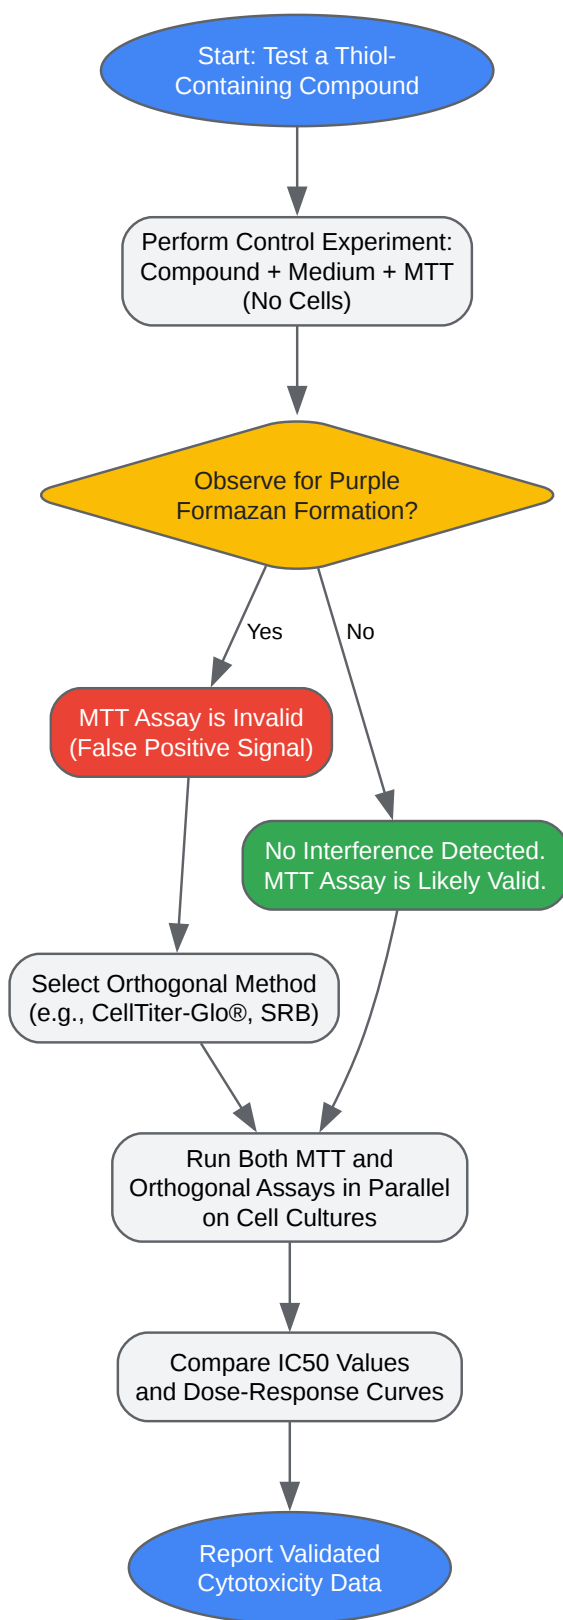 Start: Test a Thiol-
Containing Compound
Perform Control Experiment:
Compound + Medium + MTT
(No Cells)
Observe for Purple
Formazan Formation?
Yes
No
MTT Assay is Invalid
(False Positive Signal)
No Interference Detected.
MTT Assay is Likely Valid.
Select Orthogonal Method
(e.g., CellTiter-Glo®, SRB)
Run Both MTT and
Orthogonal Assays in Parallel
on Cell Cultures
Compare IC50 Values
and Dose-Response Curves
Report Validated
Cytotoxicity Data